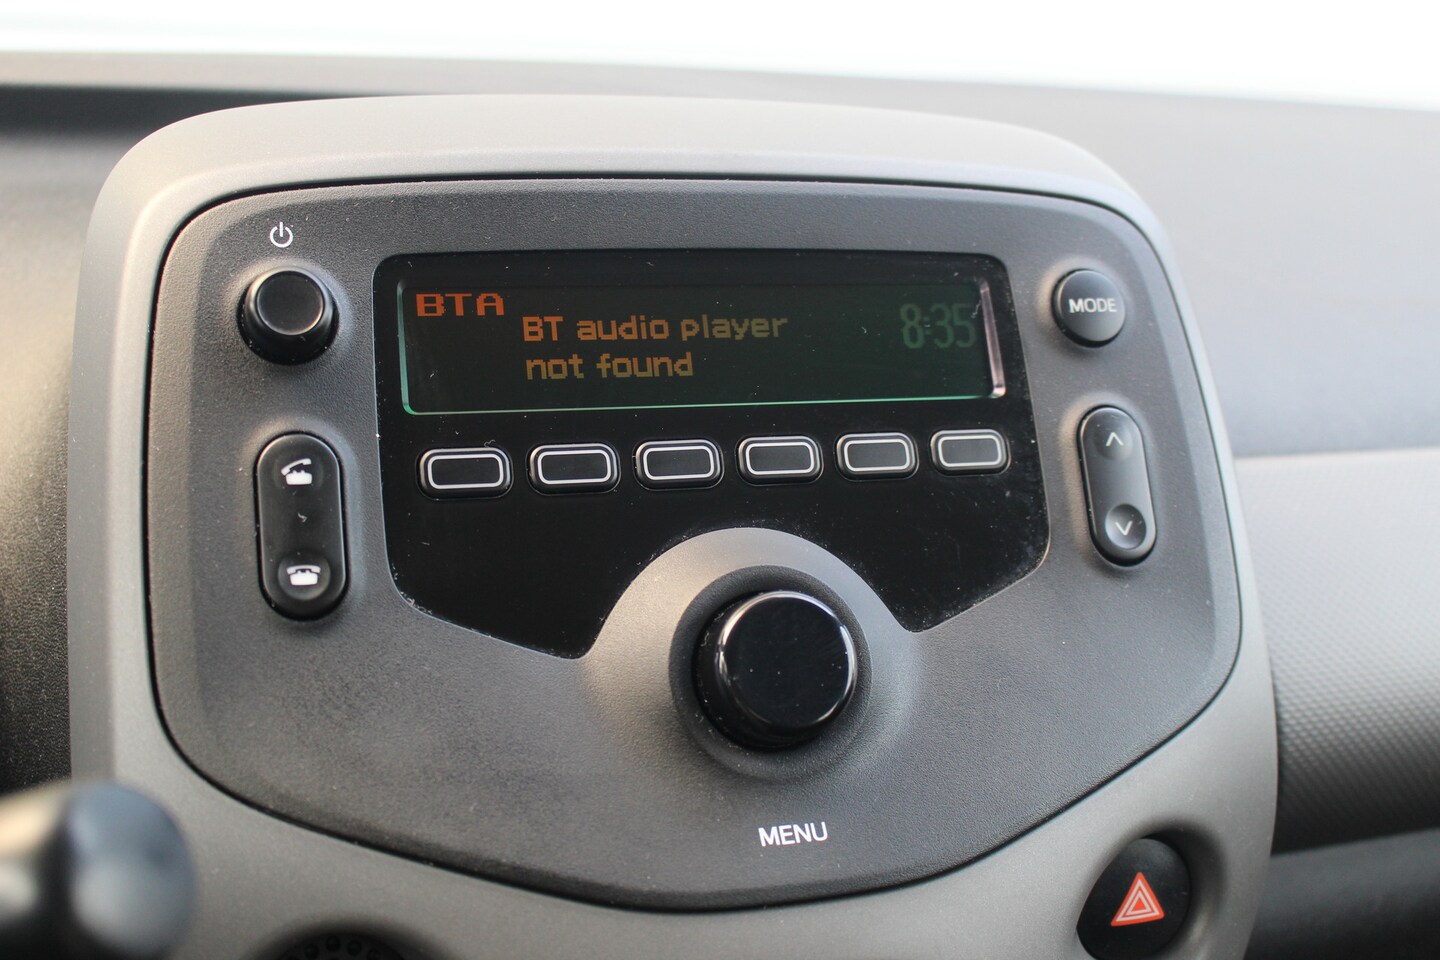 BTA
BT audio player
not found
8:35
MODE
MENU